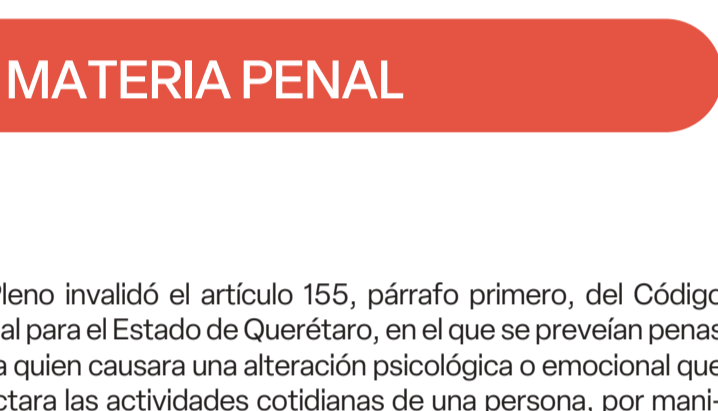 MATERIA PENAL
Pleno invalidó el artículo 155, párrafo primero, del Código
al para el Estado de Querétaro, en el que se preveían penas
a quien causara una alteración psicológica o emocional que
ctara las actividades cotidianas de una persona, por mani-